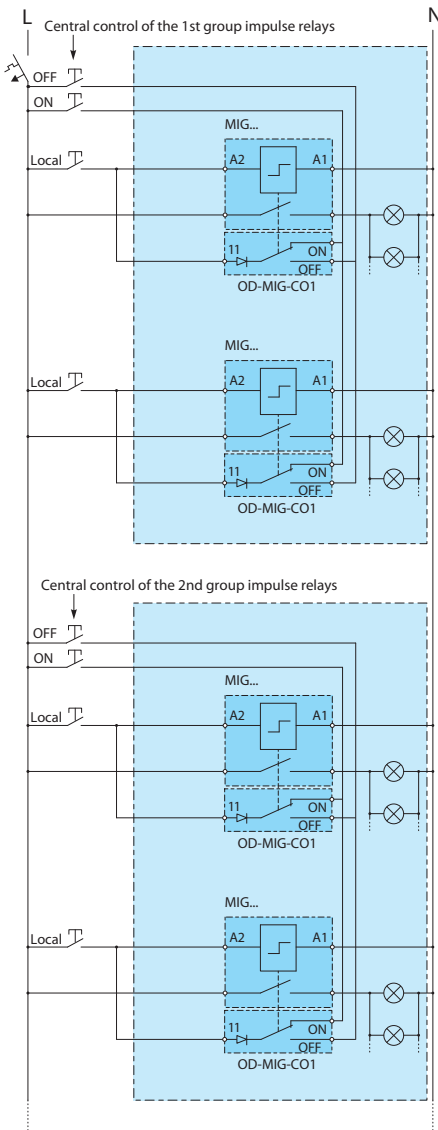 L
N
Central control of the 1st group impulse relays
OFF
ON
MIG...
Local
A2
A1
11
ON
OFF
OD-MIG-CO1
MIG...
Local
A2
A1
11
ON
OFF
OD-MIG-CO1
Central control of the 2nd group impulse relays
OFF
ON
MIG...
Local
A2
A1
11
ON
OFF
OD-MIG-CO1
MIG...
Local
A2
A1
11
ON
OFF
OD-MIG-CO1